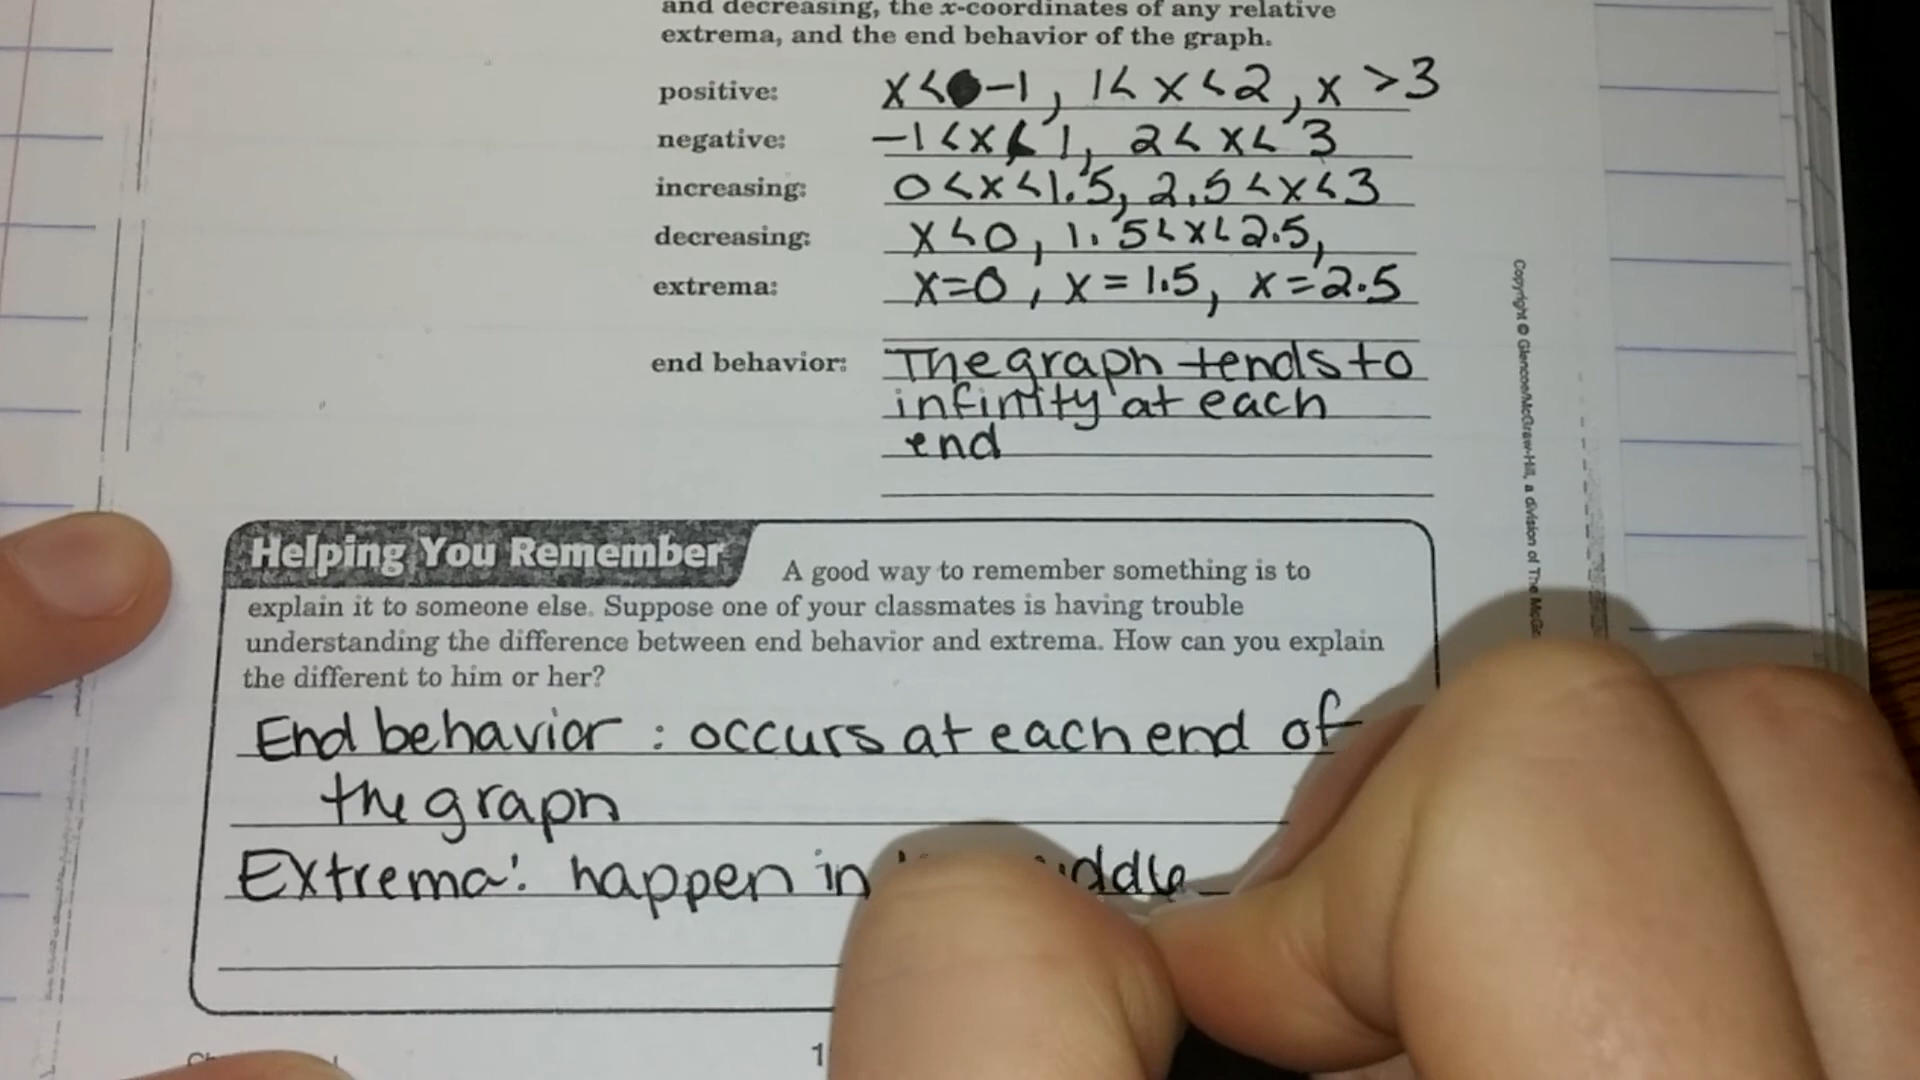 and decreasing, the x-coordinates of any relative
extrema, and the end behavior of the graph.
positive: x<-1, 1<x<2, x>3
negative: -1<x<1, 2<x<3
increasing: 0<x<1.5, 2.5<x<3
decreasing: x<0, 1.5<x<2.5,
extrema: x=0, x=1.5, x=2.5
end behavior: The graph tends to
infinity at each
end
Copyright © Glencoe/McGraw-Hill, a division of The
Helping You Remember A good way to remember something is to
explain it to someone else. Suppose one of your classmates is having trouble
understanding the difference between end behavior and extrema. How can you explain
the different to him or her?
End behavior: occurs at each end of
the graph
Extrema: happen in